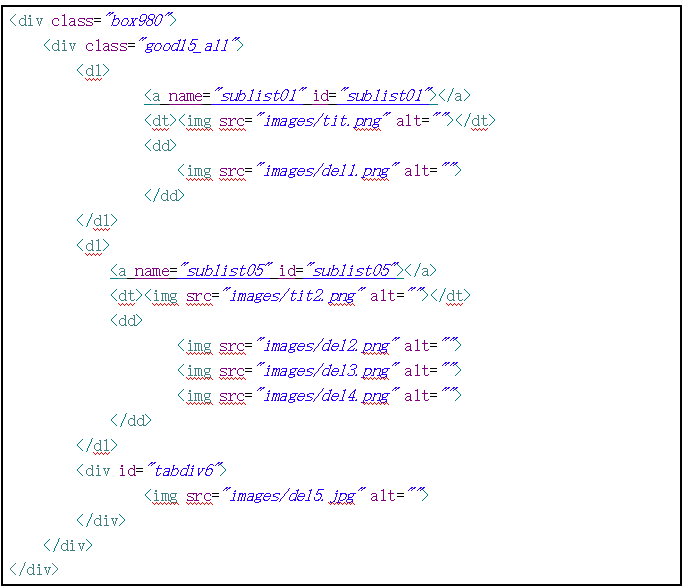 <div class="box980">
<div class="good15_all">
<dl>
<a name="sublist01" id="sublist01"></a>
<dt><img src="images/tit.png" alt=""></dt>
<dd>
<img src="images/del1.png" alt="">
</dd>
</dl>
<dl>
<a name="sublist05" id="sublist05"></a>
<dt><img src="images/tit2.png" alt=""></dt>
<dd>
<img src="images/del2.png" alt="">
<img src="images/del3.png" alt="">
<img src="images/del4.png" alt="">
</dd>
</dl>
<div id="tabdiv6">
<img src="images/del5.jpg" alt="">
</div>
</div>
</div>